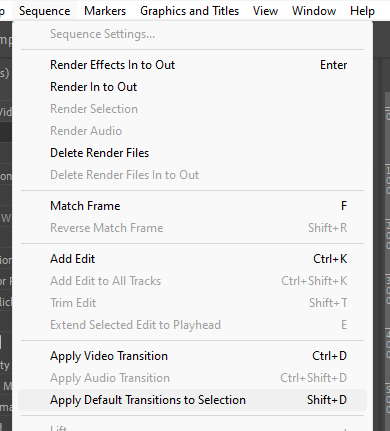 Sequence Markers Graphics and Titles View Window Help
Sequence Settings...
Render Effects In to Out Enter
Render In to Out
Render Selection
Render Audio
Delete Render Files
Delete Render Files In to Out
Match Frame F
Reverse Match Frame Shift+R
Add Edit Ctrl+K
Add Edit to All Tracks Ctrl+Shift+K
Trim Edit Shift+T
Extend Selected Edit to Playhead E
Apply Video Transition Ctrl+D
Apply Audio Transition Ctrl+Shift+D
Apply Default Transitions to Selection Shift+D